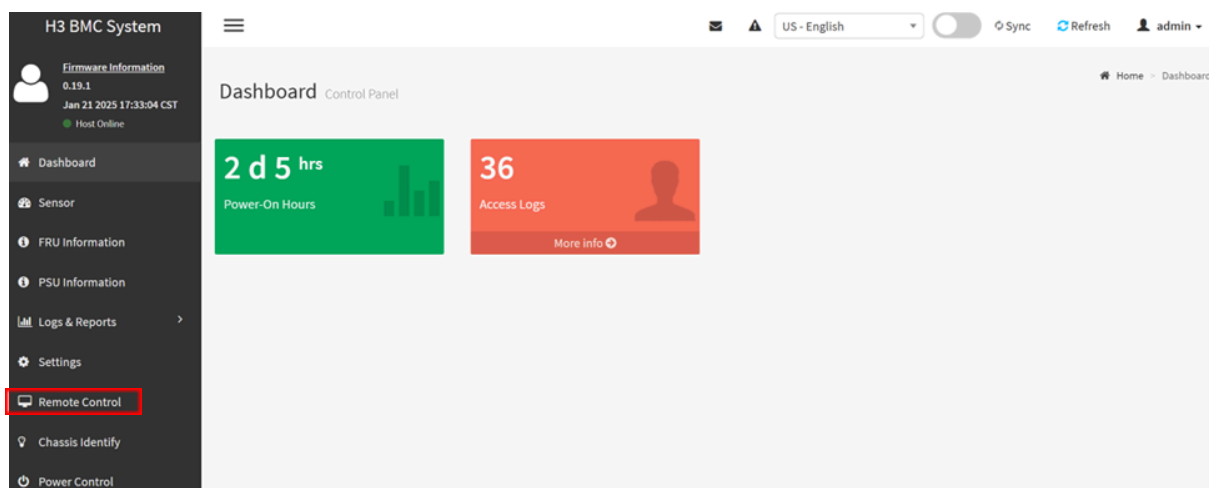 H3 BMC System
Firmware Information
0.19.1
Jan 21 2025 17:33:04 CST
Host Online
Dashboard
Sensor
FRU Information
PSU Information
Logs & Reports
Settings
Remote Control
Chassis Identify
Power Control
US - English
Sync
Refresh
admin
Dashboard Control Panel
Home > Dashboard
2 d 5 hrs
Power-On Hours
36
Access Logs
More info